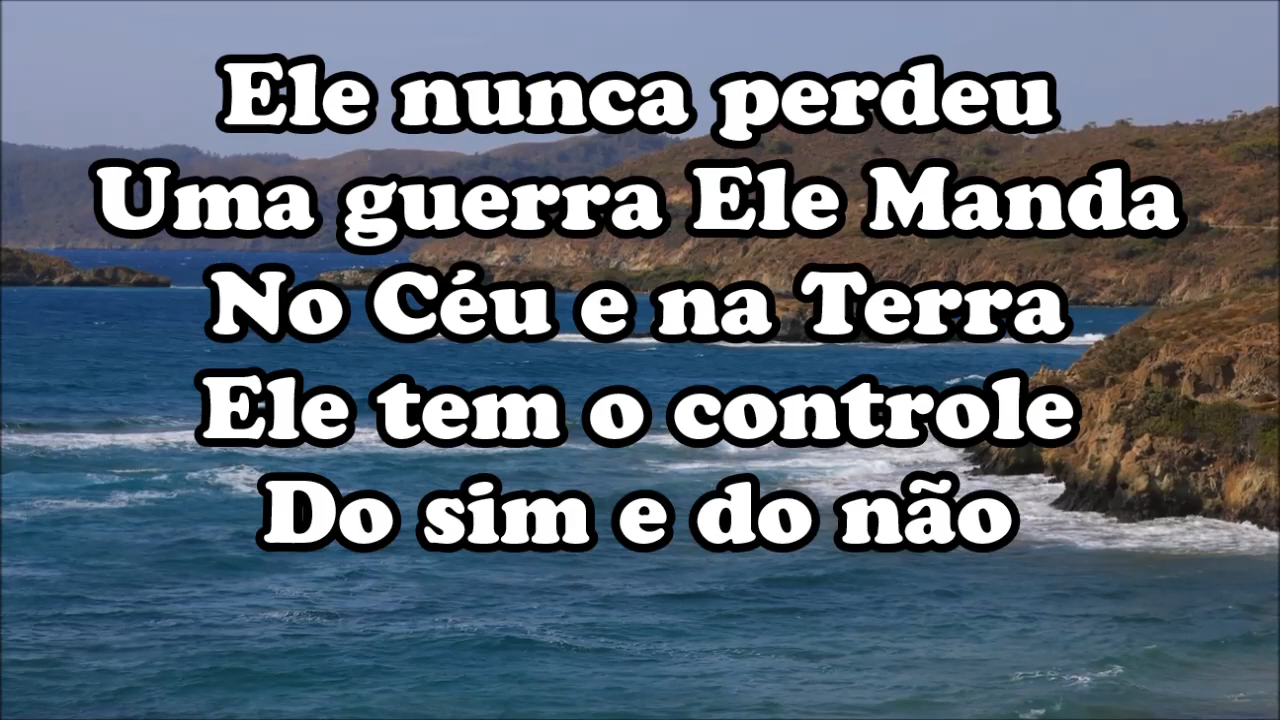 Ele nunca perdeu
Uma guerra Ele Manda
No Céu e na Terra
Ele tem o controle
Do sim e do não